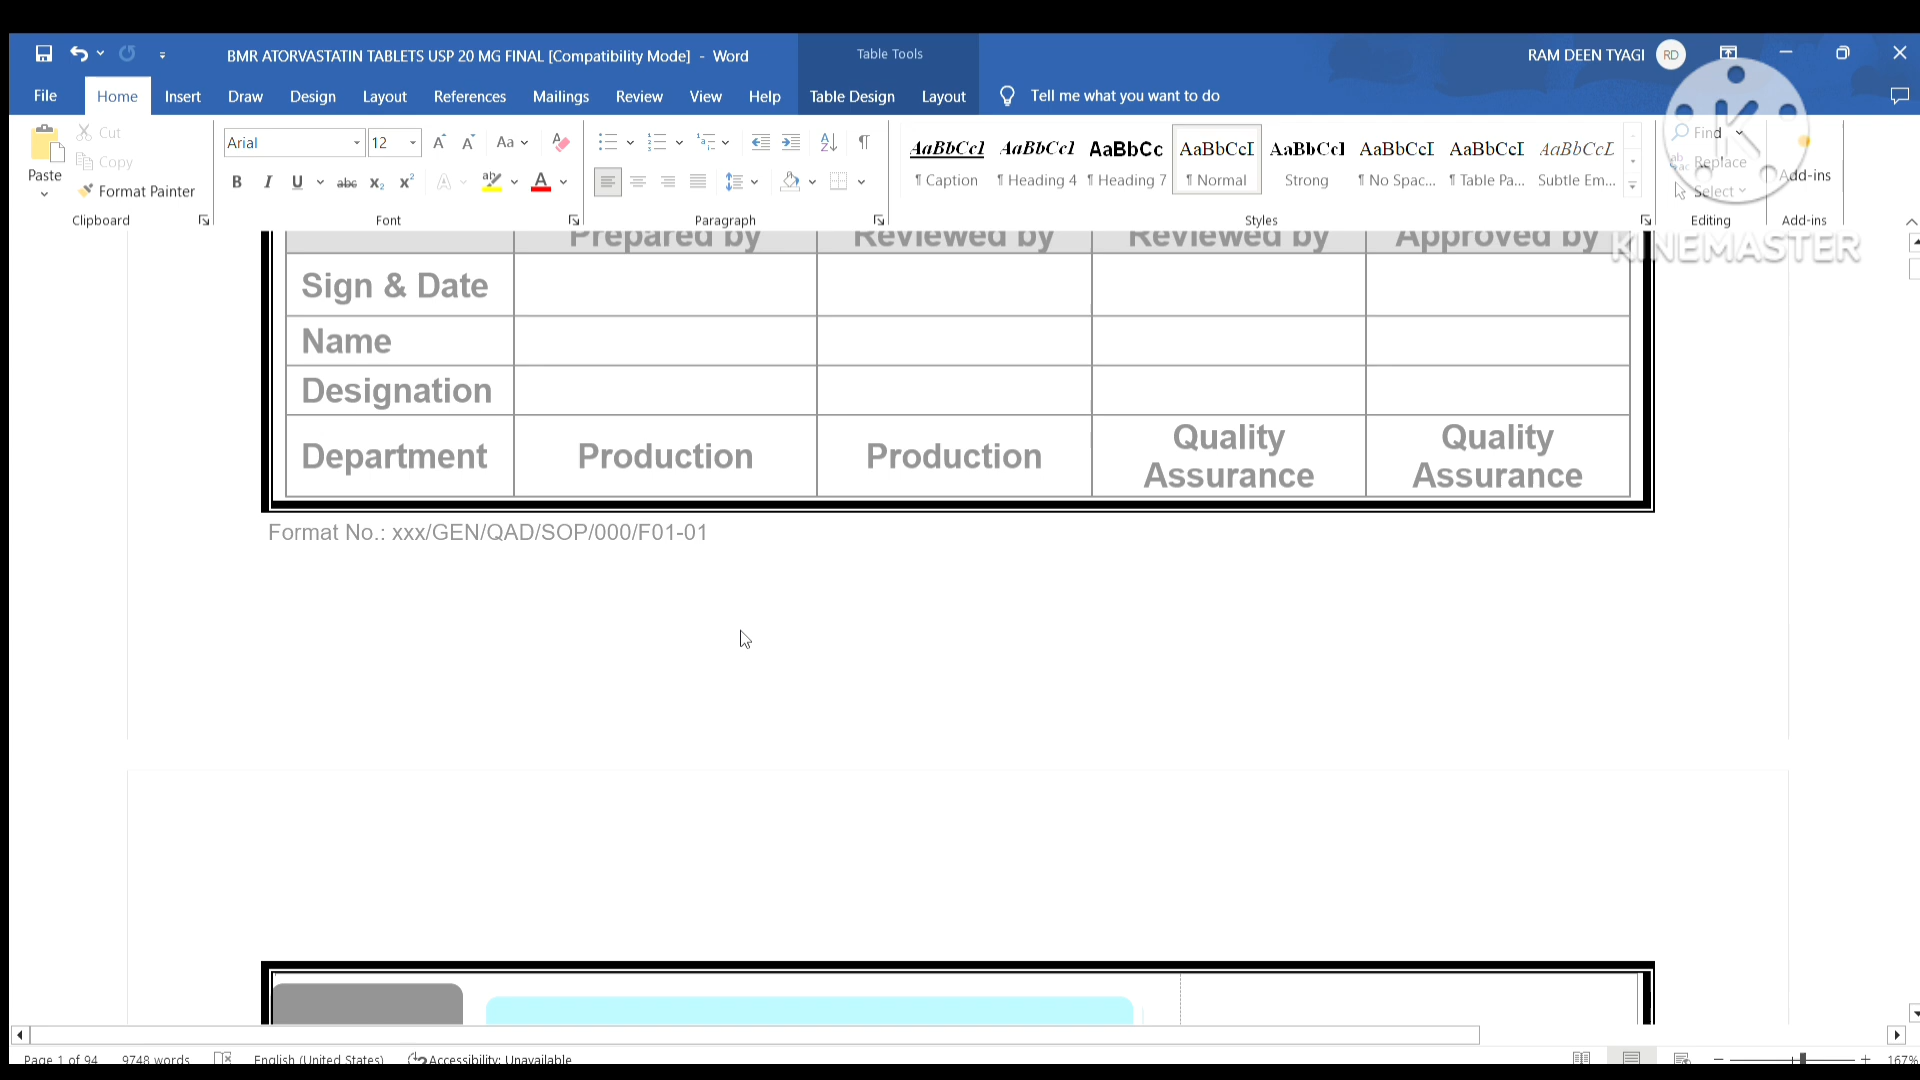 BMR ATORVASTATIN TABLETS USP 20 MG FINAL [Compatibility Mode] - Word
Table Tools
RAM DEEN TYAGI
RD
File
Home
Insert
Draw
Design
Layout
References
Mailings
Review
View
Help
Table Design
Layout
Tell me what you want to do
Paste
Cut
Copy
Format Painter
Clipboard
Arial
12
Font
Paragraph
AaBbCcI AaBbCcI AaBbCc AaBbCcI AaBbCcI AaBbCcI AaBbCcI AaBbCcI
¶ Caption ¶ Heading 4 ¶ Heading 7 ¶ Normal Strong ¶ No Spac... ¶ Table Pa... Subtle Em...
Styles
Find
Replace
Select
Editing
Add-ins
Add-ins
K
KINEMASTER
Prepared by Reviewed by Reviewed by Approved by
Sign & Date
Name
Designation
Department Production Production Quality Assurance Quality Assurance
Format No.: xxx/GEN/QAD/SOP/000/F01-01
Page 1 of 94 9748 words English (United States) Accessibility: Unavailable 167%